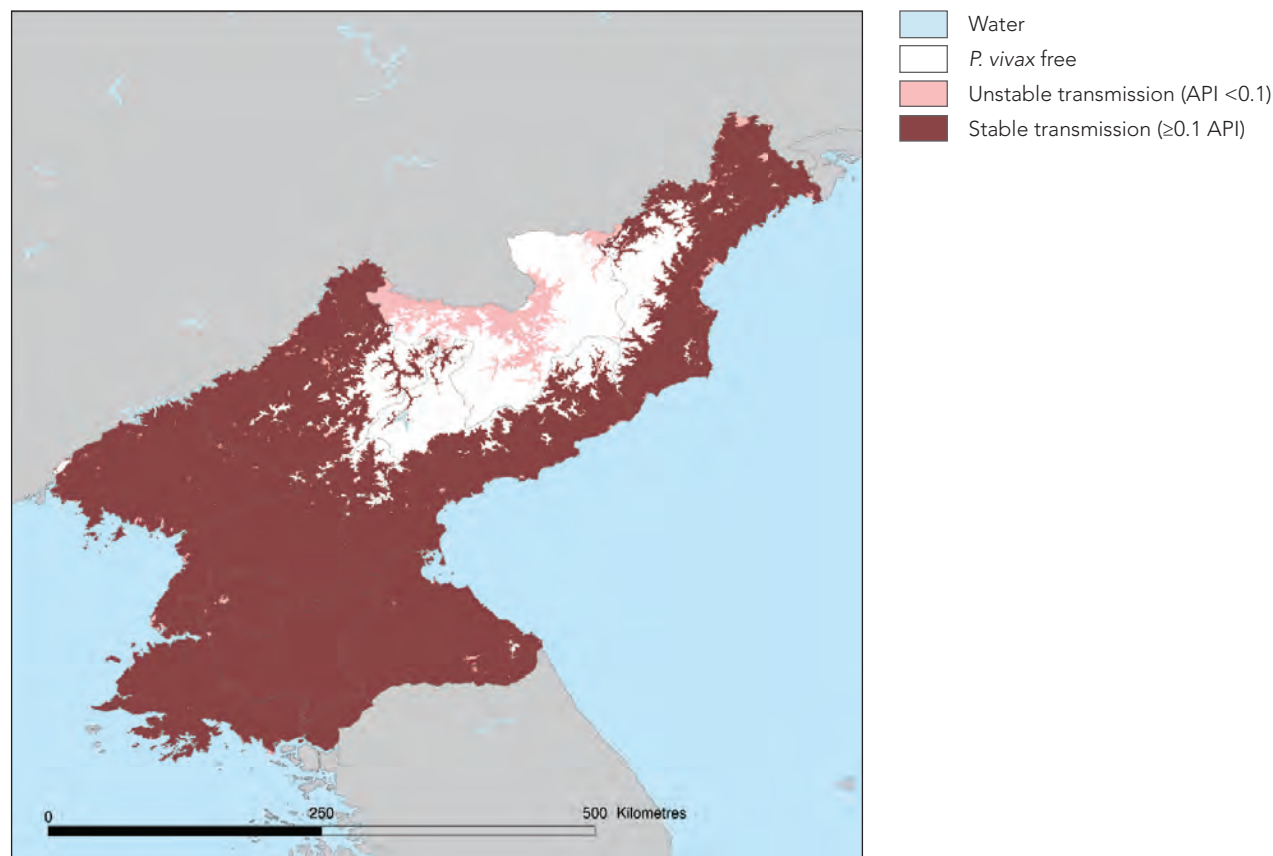 Water
P. vivax free
Unstable transmission (API <0.1)
Stable transmission (≥0.1 API)
0 250 500 Kilometres